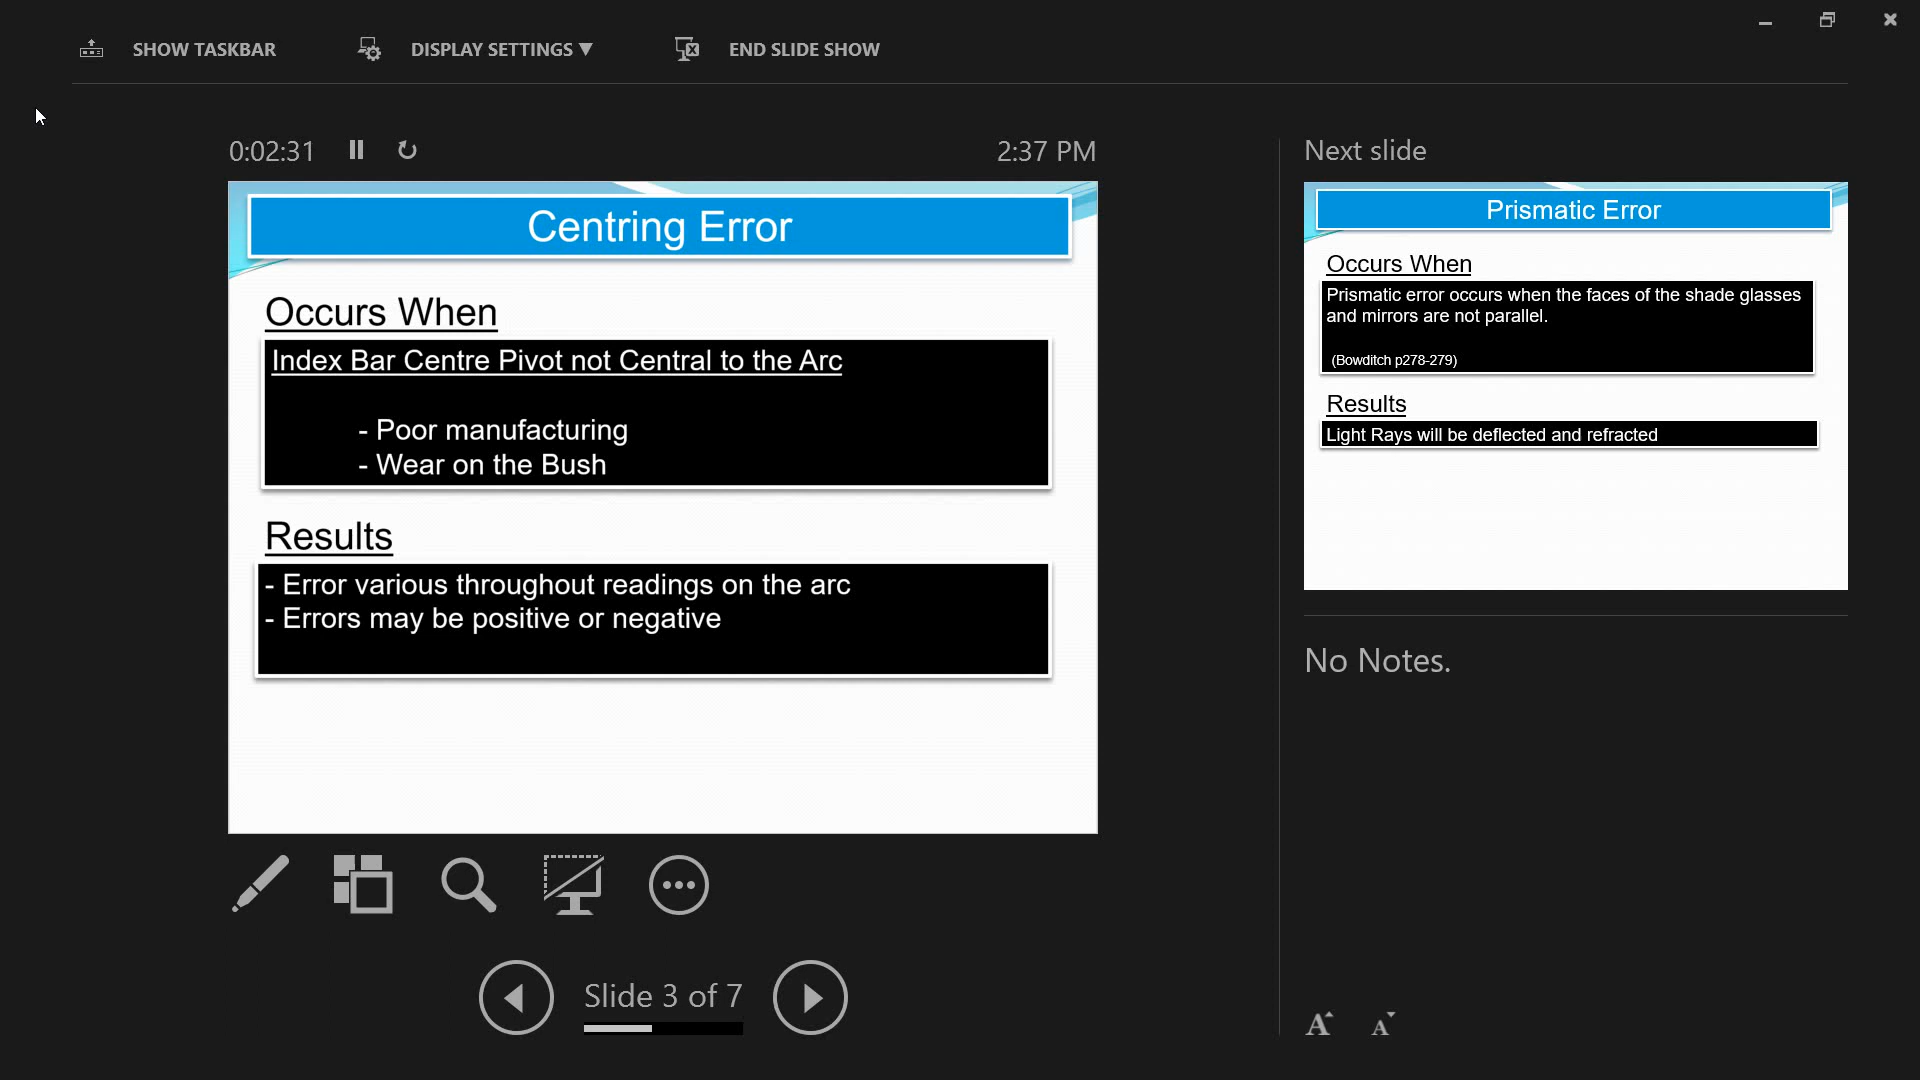 SHOW TASKBAR
DISPLAY SETTINGS ▼
END SLIDE SHOW
0:02:31
2:37 PM
Centring Error
Occurs When
Index Bar Centre Pivot not Central to the Arc
- Poor manufacturing
- Wear on the Bush
Results
- Error various throughout readings on the arc
- Errors may be positive or negative
Slide 3 of 7
Next slide
Prismatic Error
Occurs When
Prismatic error occurs when the faces of the shade glasses
and mirrors are not parallel.
(Bowditch p278-279)
Results
Light Rays will be deflected and refracted
No Notes.
A
A